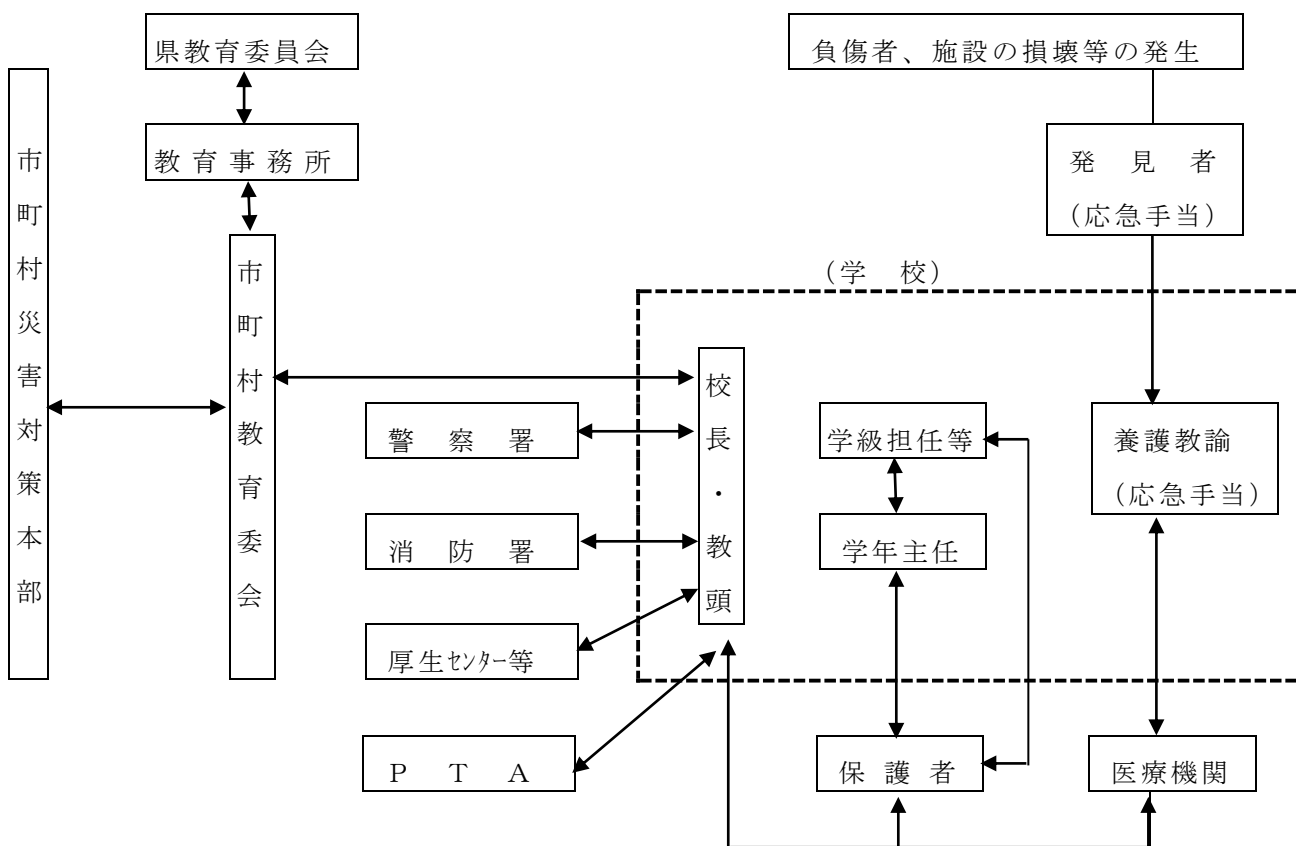 県教育委員会
負傷者、施設の損壊等の発生
教育事務所
発見者
(応急手当)
市町村災害対策本部
市町村教育委会
(学校)
校長・教頭
警察署
学級担任等
養護教諭
(応急手当)
消防署
学年主任
厚生センター等
PTA
保護者
医療機関